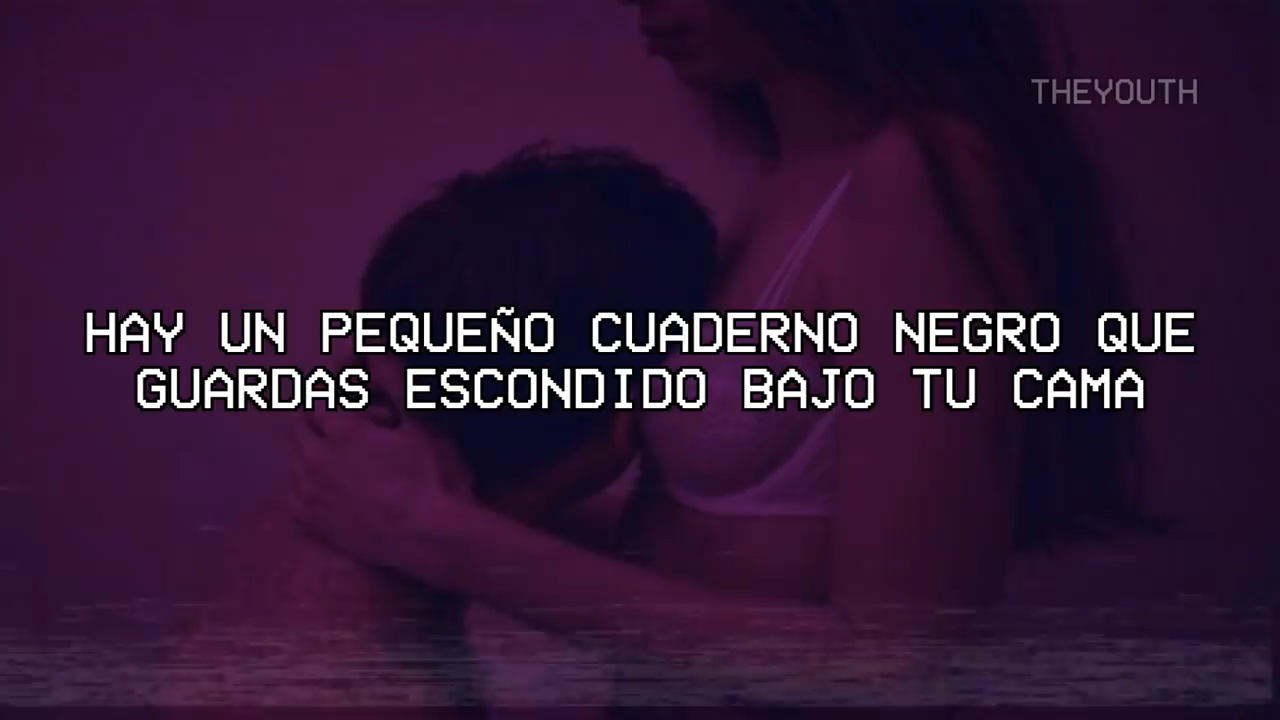 THEYOUTH
HAY UN PEQUEÑO CUADERNO NEGRO QUE
GUARDAS ESCONDIDO BAJO TU CAMA